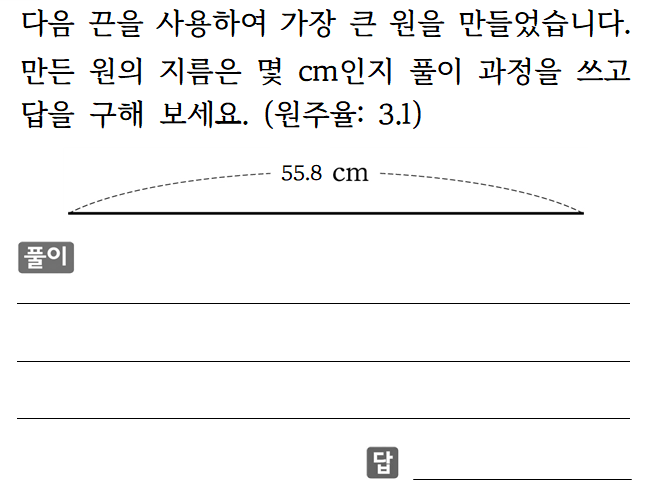 다음 끈을 사용하여 가장 큰 원을 만들었습니다.
만든 원의 지름은 몇 cm인지 풀이 과정을 쓰고
답을 구해 보세요. (원주율: 3.1)
55.8 cm
풀이
답